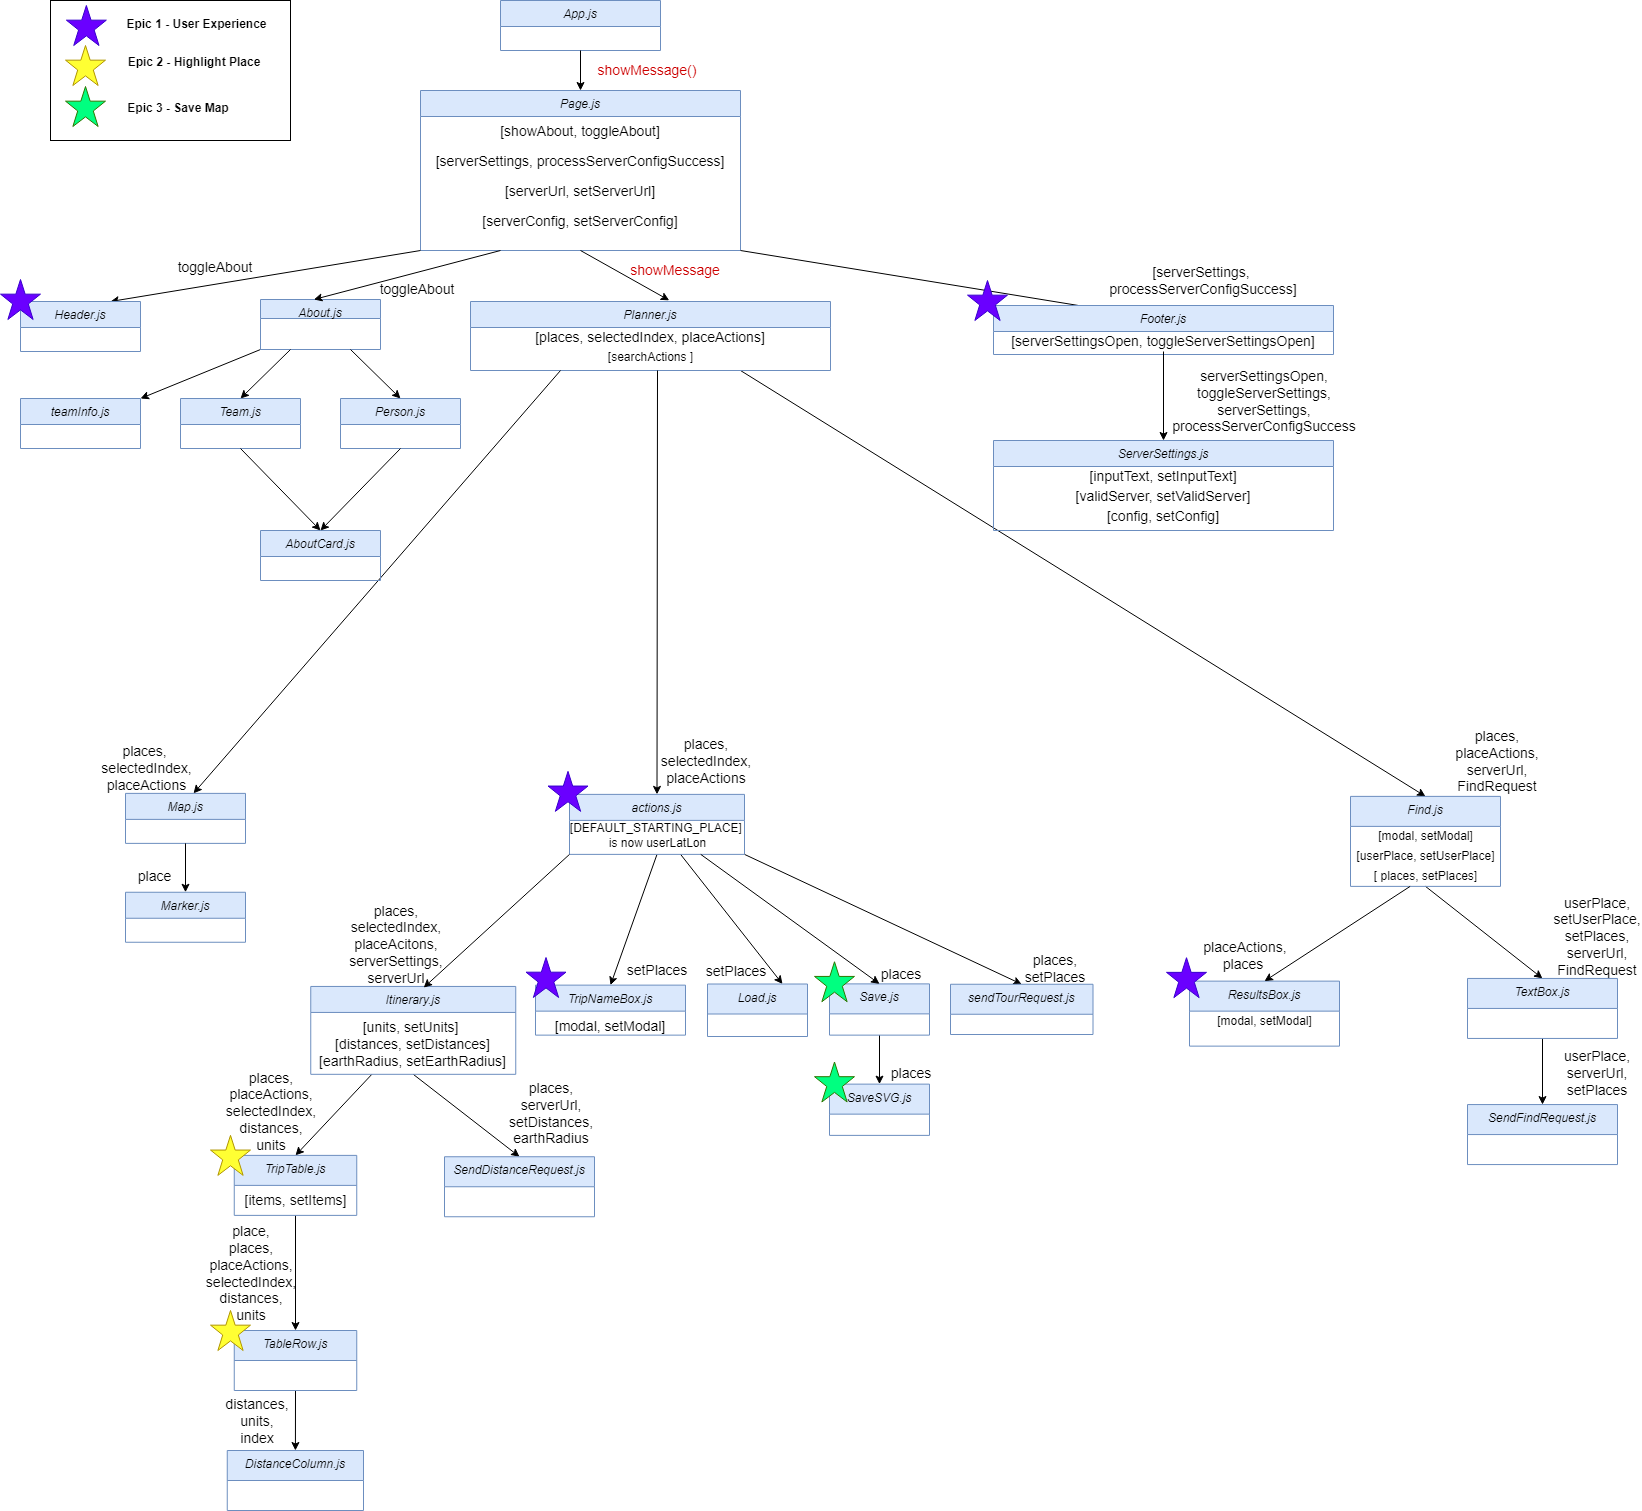 Epic 1 - User Experience
Epic 2 - Highlight Place
Epic 3 - Save Map
App.js
showMessage()
Page.js
[showAbout, toggleAbout]
[serverSettings, processServerConfigSuccess]
[serverUrl, setServerUrl]
[serverConfig, setServerConfig]
toggleAbout
toggleAbout
showMessage
[serverSettings,
processServerConfigSuccess]
Header.js
About.js
Planner.js
[places, selectedIndex, placeActions]
[searchActions ]
Footer.js
[serverSettingsOpen, toggleServerSettingsOpen]
serverSettingsOpen,
toggleServerSettings,
serverSettings,
processServerConfigSuccess
teamInfo.js
Team.js
Person.js
ServerSettings.js
[inputText, setInputText]
[validServer, setValidServer]
[config, setConfig]
AboutCard.js
places,
selectedIndex,
placeActions
Map.js
place
Marker.js
places,
selectedIndex,
placeActions
actions.js
[DEFAULT_STARTING_PLACE]
is now userLatLon
places,
placeActions,
serverUrl,
FindRequest
Find.js
[modal, setModal]
[userPlace, setUserPlace]
[ places, setPlaces]
places,
selectedIndex,
placeAcitons,
serverSettings,
serverUrl,
Itinerary.js
[units, setUnits]
[distances, setDistances]
[earthRadius, setEarthRadius]
setPlaces
TripNameBox.js
[modal, setModal]
setPlaces
Load.js
places
Save.js
places,
setPlaces
sendTourRequest.js
places
SaveSVG.js
placeActions,
places
ResultsBox.js
[modal, setModal]
userPlace,
setUserPlace,
setPlaces,
serverUrl,
FindRequest
TextBox.js
userPlace,
serverUrl,
setPlaces
SendFindRequest.js
places,
placeActions,
selectedIndex,
distances,
units
TripTable.js
[items, setItems]
places,
serverUrl,
setDistances,
earthRadius
SendDistanceRequest.js
place,
places,
placeActions,
selectedIndex,
distances,
units
TableRow.js
distances,
units,
index
DistanceColumn.js